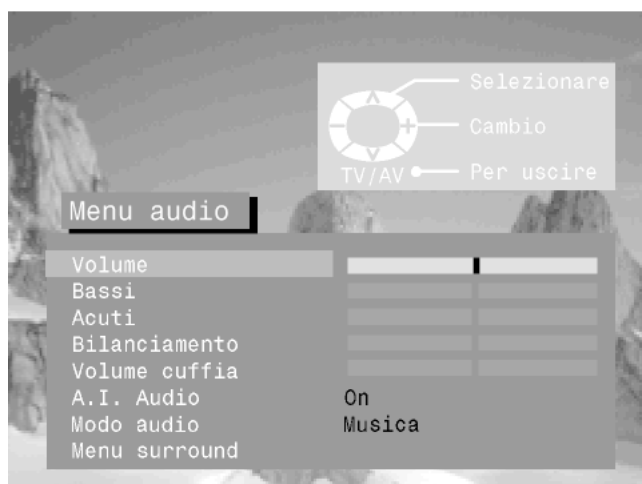 Selezionare
Cambio
TV/AV Per uscire
Menu audio
Volume
Bassi
Acuti
Bilanciamento
Volume cuffia
A.I. Audio On
Modo audio Musica
Menu surround